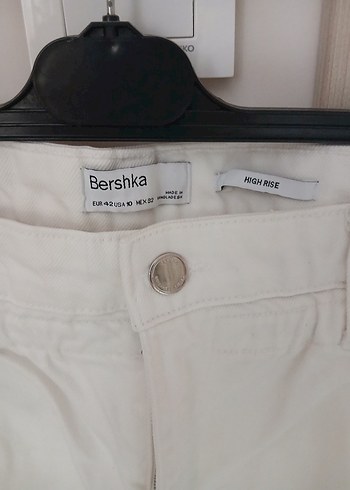 Bershka
MADE IN
BANGLADESH
EUR 42 USA 10 MEX 32
HIGH RISE